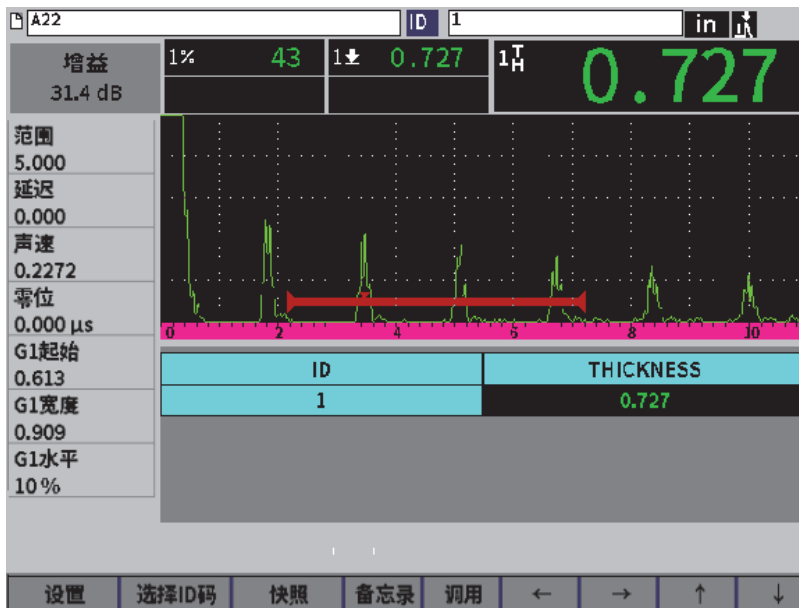 A22 ID 1 in
增益
31.4 dB
1% 43
1 0.727
1 T H 0.727
范围
5.000
延迟
0.000
声速
0.2272
零位
0.000 μs
G1起始
0.613
G1宽度
0.909
G1水平
10%
0 2 4 6 8 10
ID THICKNESS
1 0.727
设置 选择ID码 快照 备忘录 调用 ← → ↑ ↓